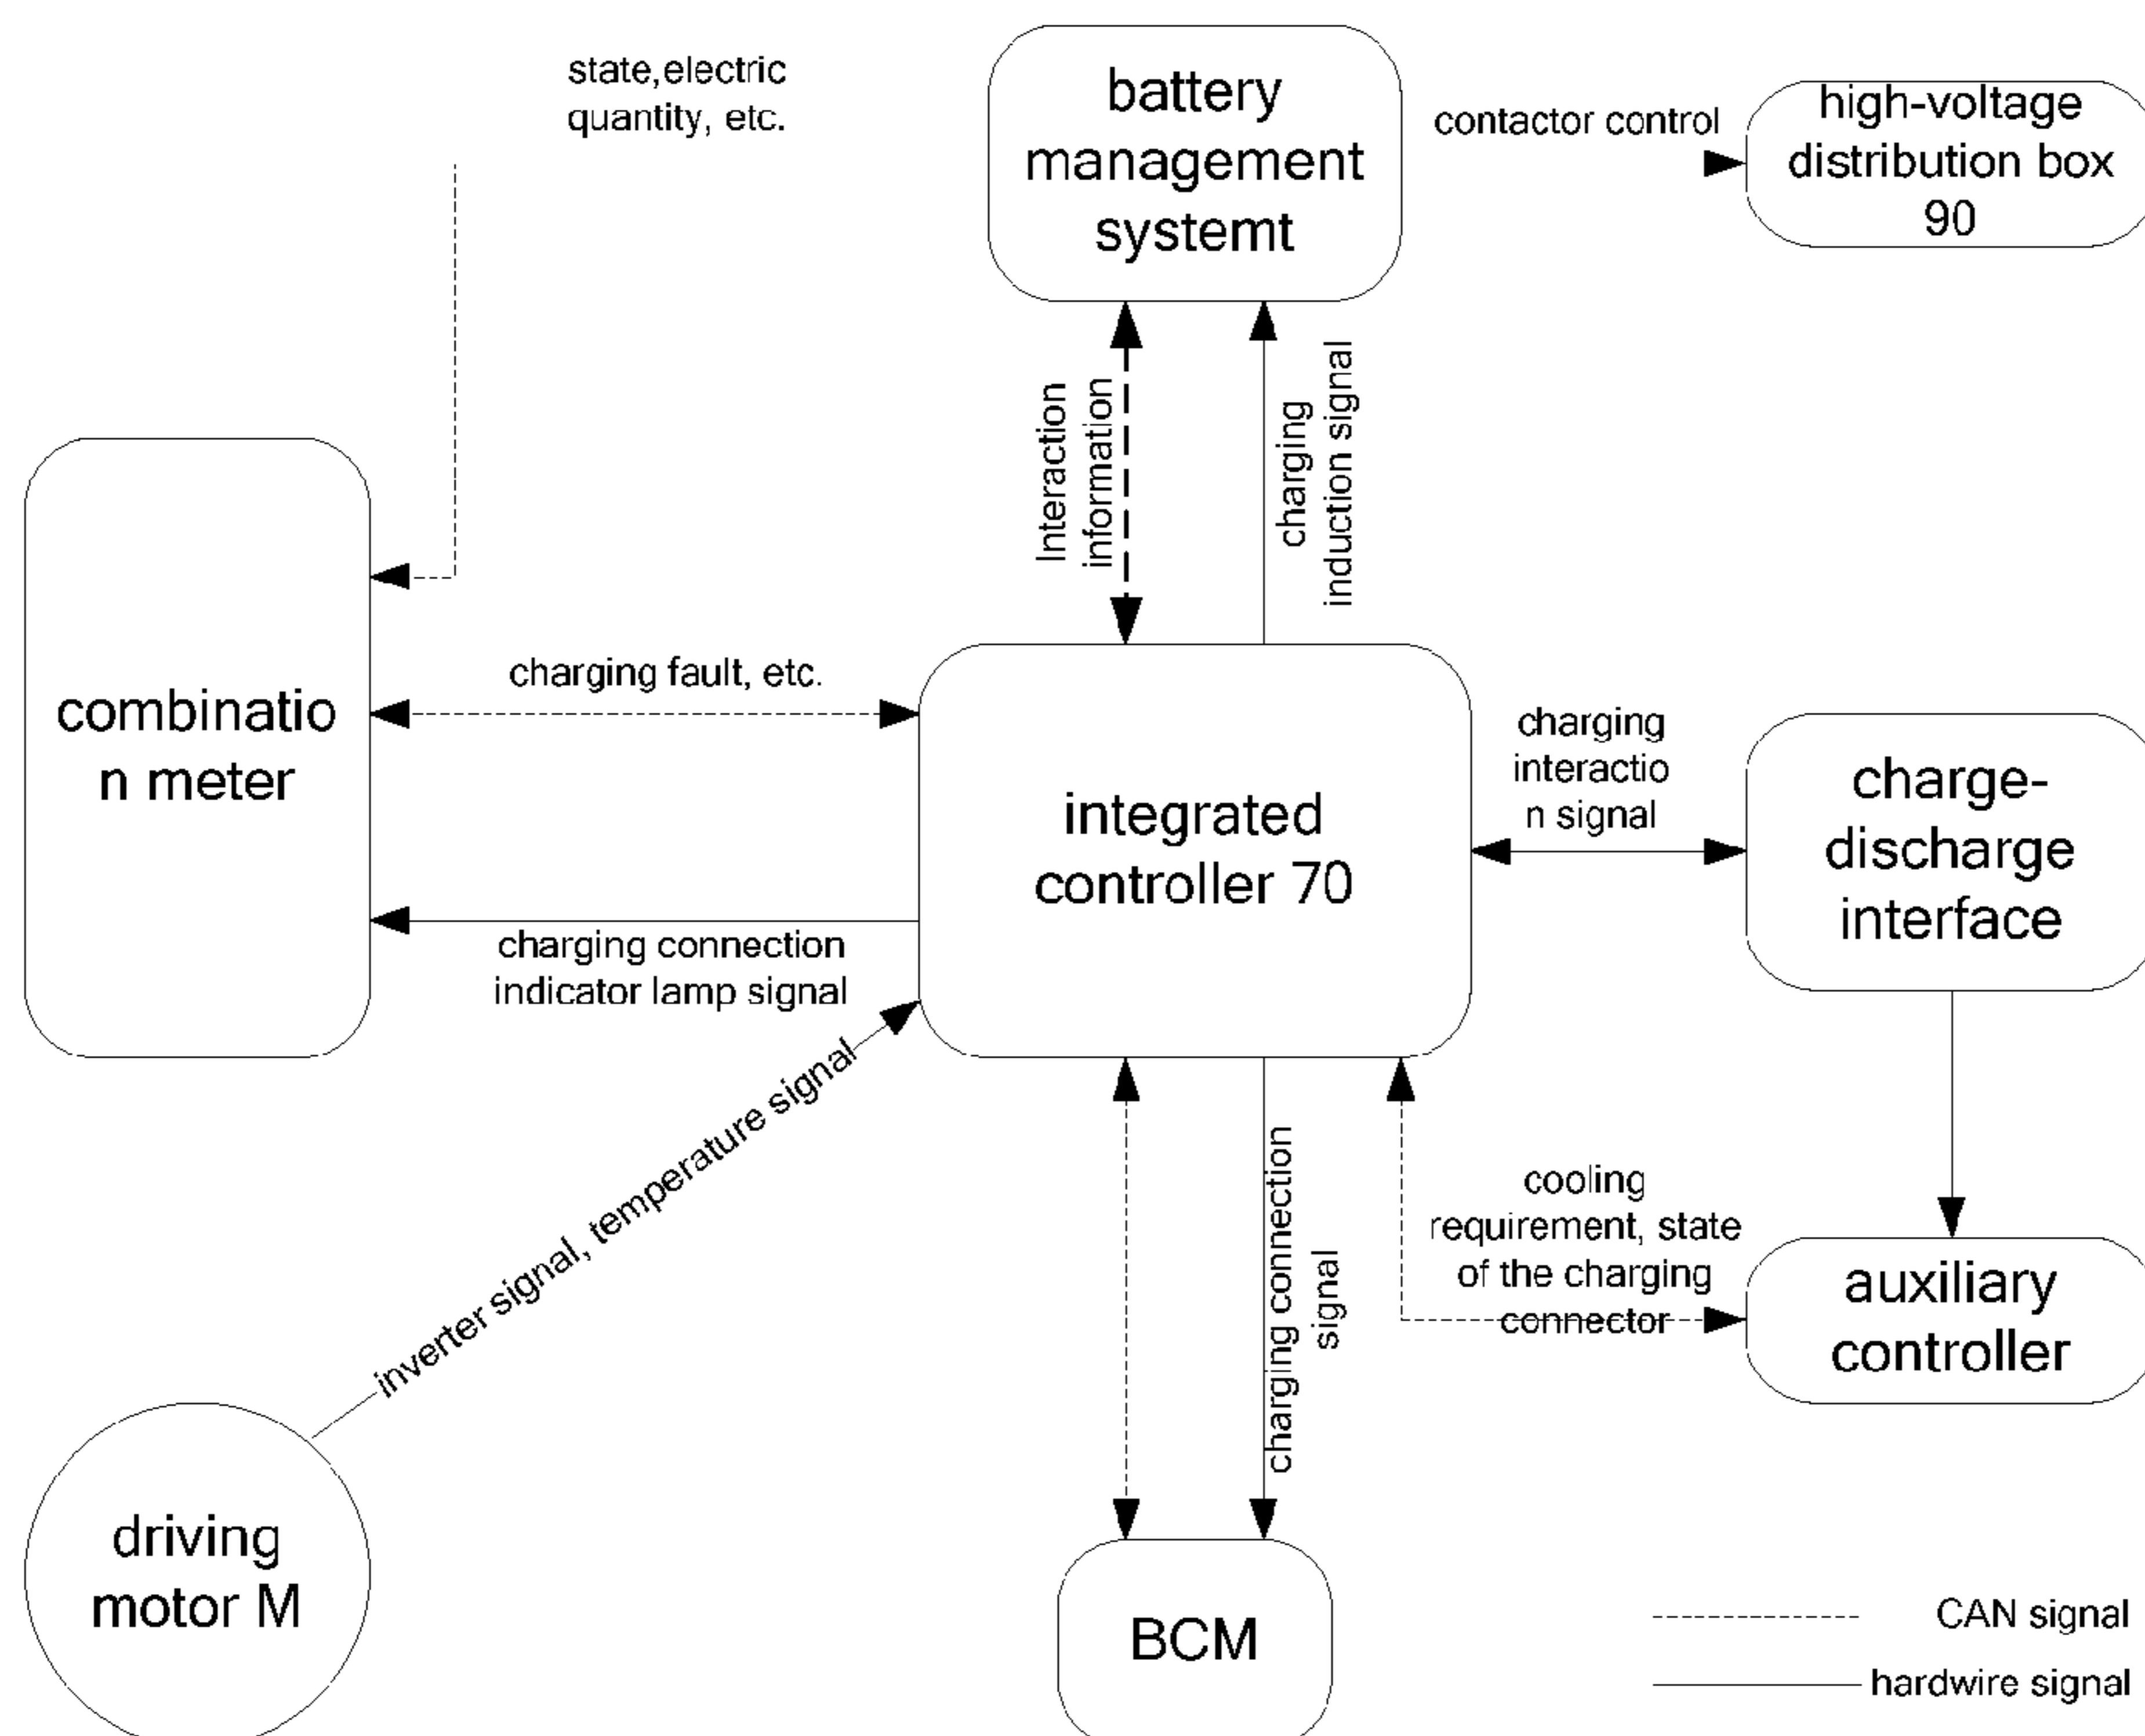 state,electric
quantity, etc.
battery
management
systemt
contactor control
high-voltage
distribution box
90
Interaction
information
charging
induction signal
combinatio
n meter
charging fault, etc.
integrated
controller 70
charging
interactio
n signal
charge-
discharge
interface
charging connection
indicator lamp signal
inverter signal, temperature signal
charging connection
signal
cooling
requirement, state
of the charging
connector
auxiliary
controller
driving
motor M
BCM
CAN signal
hardwire signal